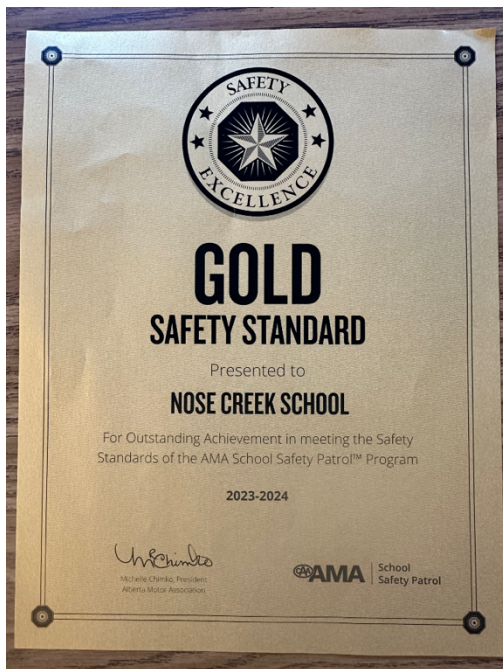 SAFETY
EXCELLENCE
GOLD
SAFETY STANDARD
Presented to
NOSE CREEK SCHOOL
For Outstanding Achievement in meeting the Safety
Standards of the AMA School Safety Patrol™ Program
2023-2024
Michelle Chimko, President
Alberta Motor Association
CAA AMA School
Safety Patrol